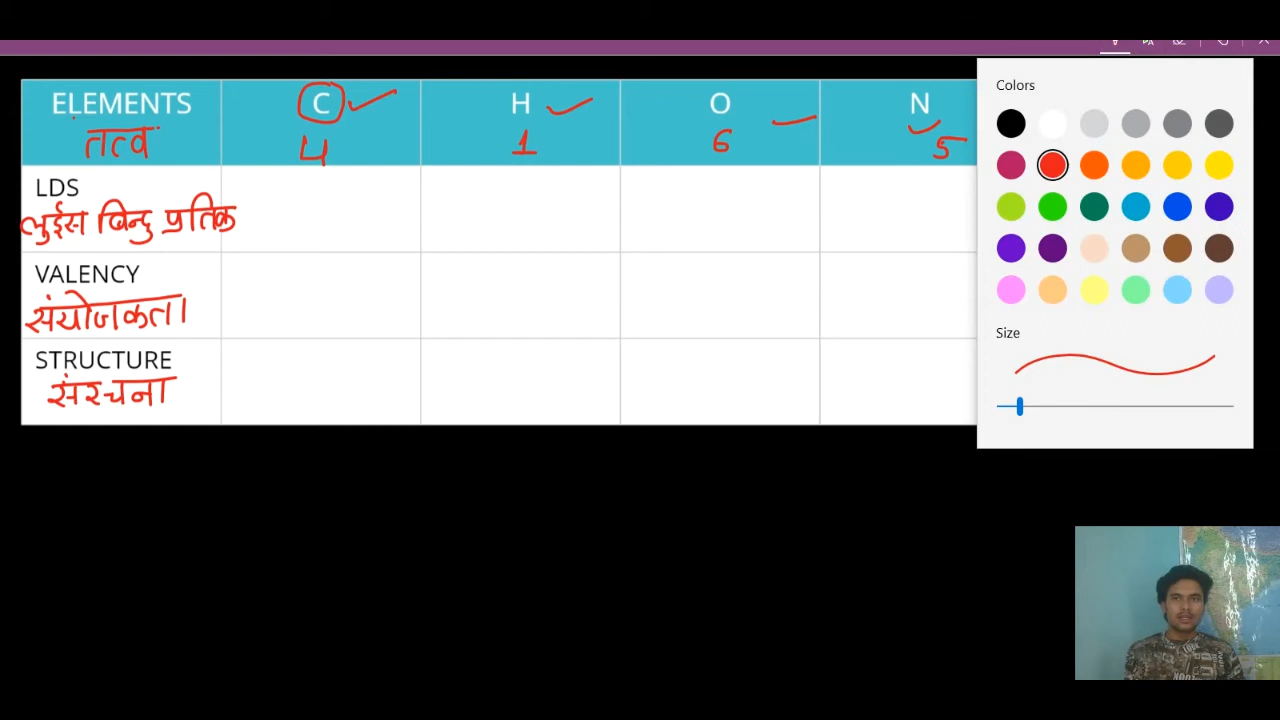 Colors
ELEMENTS C H O N
तत्व 4 1 6 5
LDS
लुईस बिन्दु प्रतिक
VALENCY
संयोजकता
STRUCTURE
संरचना
Size